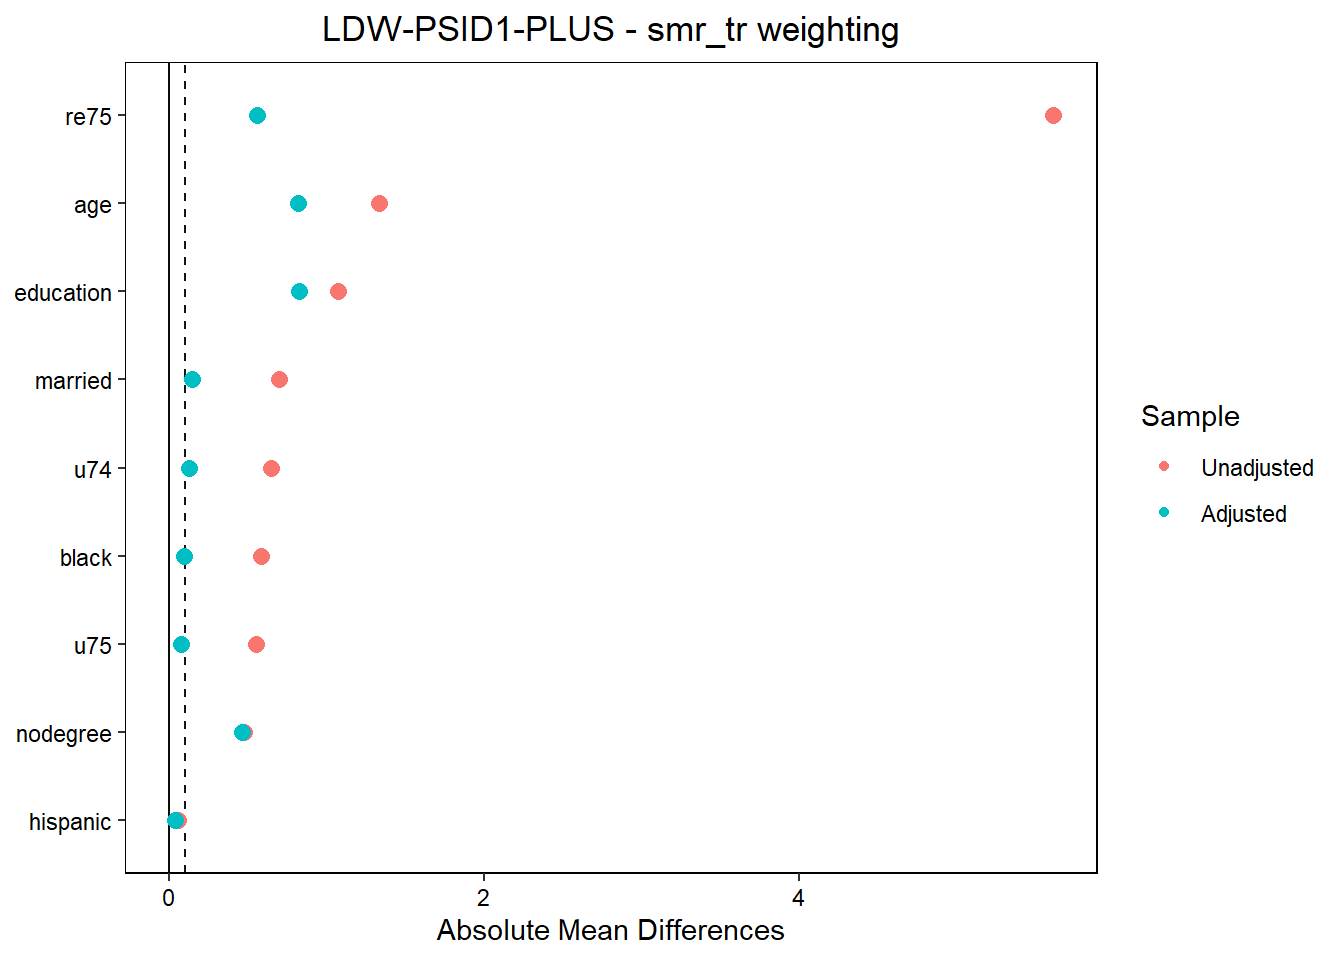 LDW-PSID1-PLUS - smr_tr weighting
re75
age
education
married
u74
black
u75
nodegree
hispanic
0 2 4
Absolute Mean Differences
Sample
Unadjusted
Adjusted